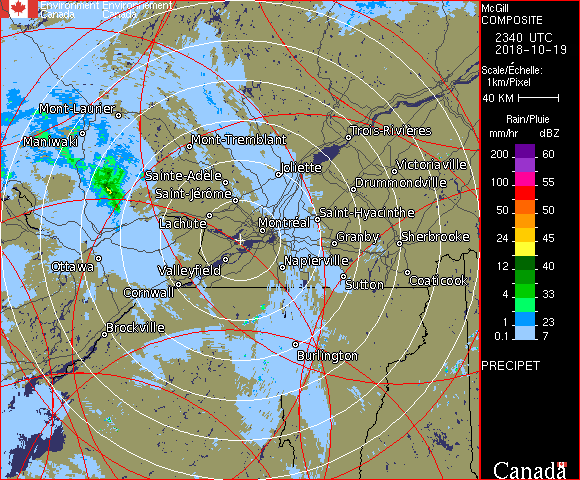 Environment Environnement
Canada Canada
McGill
COMPOSITE
2340 UTC
2018-10-19
Scale/Échelle:
1km/Pixel
40 KM
Rain/Pluie
mm/hr dBZ
200 60
100 55
50 50
24 45
12 40
4 33
1 23
0.1 7
PRECIPET
Canada
Mont-Laurier
Maniwaki
Mont-Tremblant
Trois-Rivières
Joliette
Victoriaville
Sainte-Adèle
Drummondville
Saint-Jérôme
Saint-Hyacinthe
Lachute
Montréal
Granby
Sherbrooke
Ottawa
Napierville
Valleyfield
Sutton
Coaticook
Cornwall
Brockville
Burlington